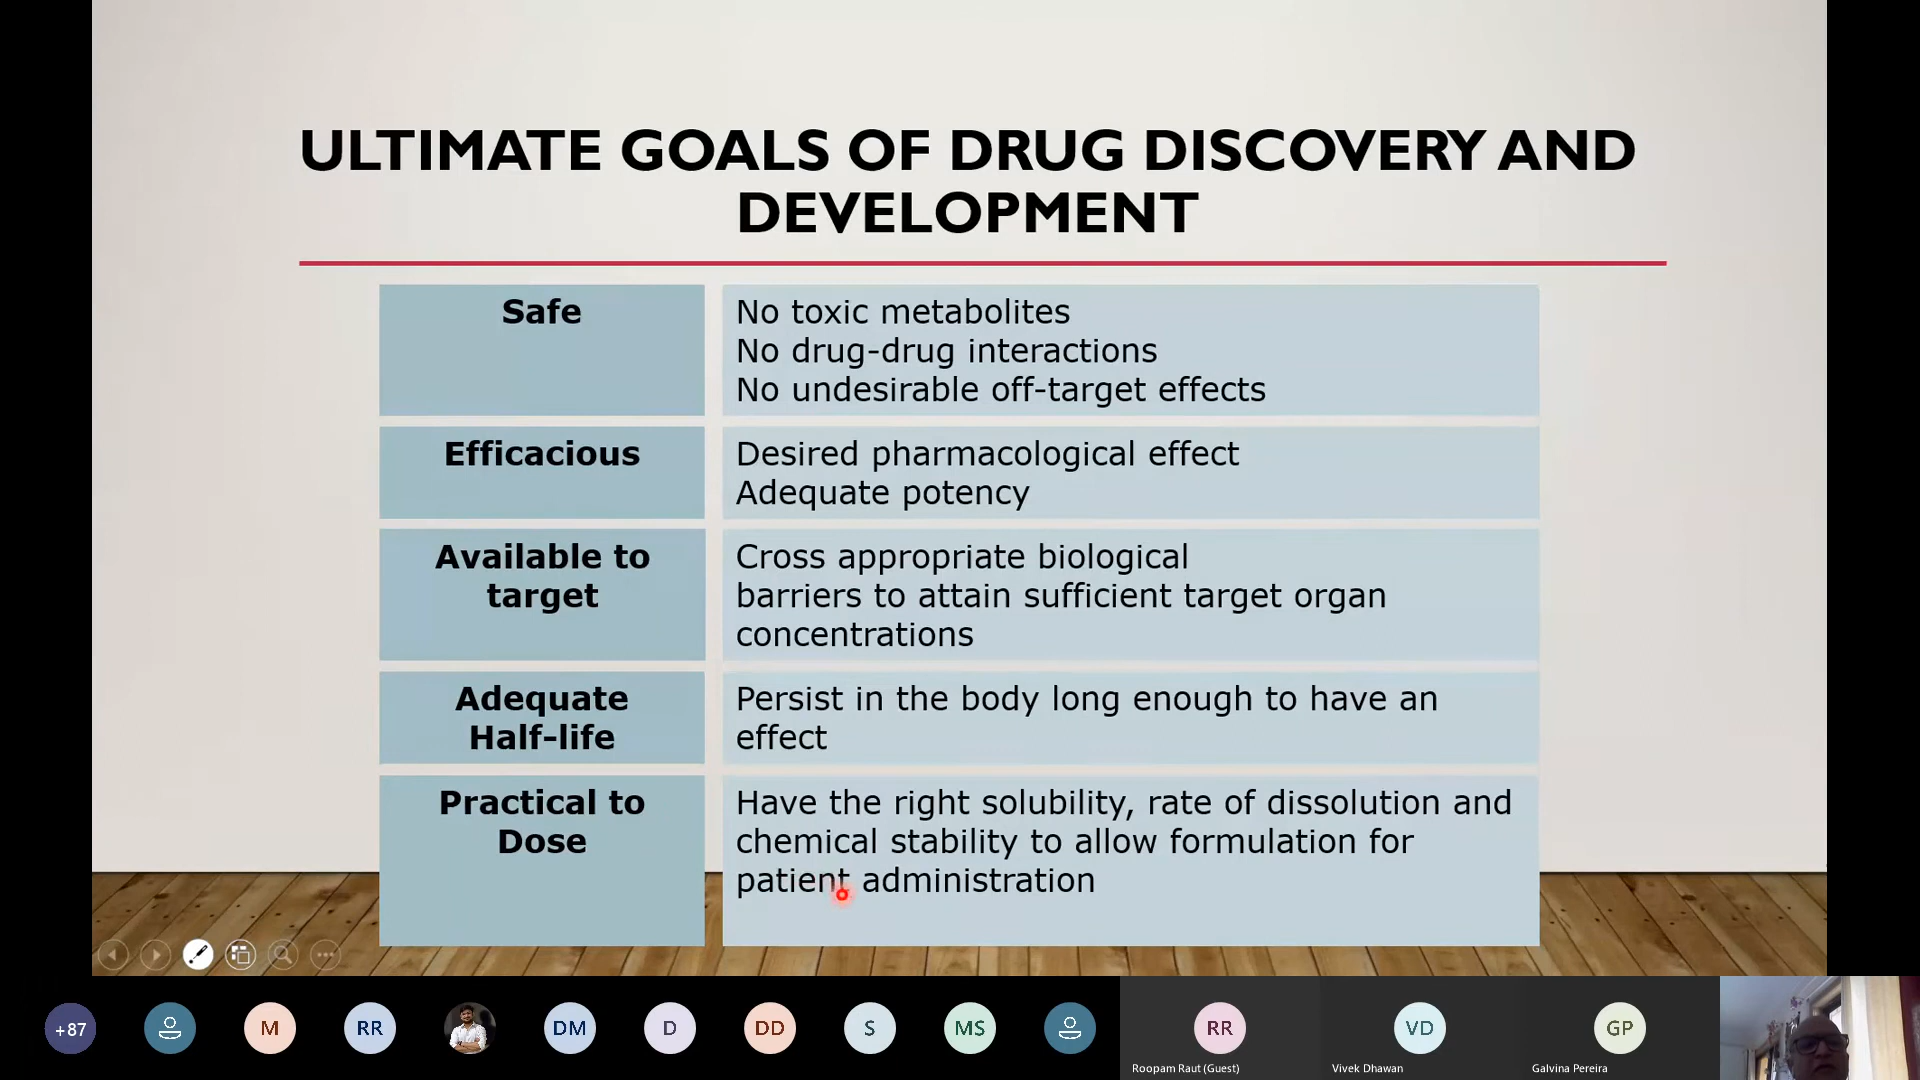 ULTIMATE GOALS OF DRUG DISCOVERY AND
DEVELOPMENT
Safe
No toxic metabolites
No drug-drug interactions
No undesirable off-target effects
Efficacious
Desired pharmacological effect
Adequate potency
Available to
target
Cross appropriate biological
barriers to attain sufficient target organ
concentrations
Adequate
Half-life
Persist in the body long enough to have an
effect
Practical to
Dose
Have the right solubility, rate of dissolution and
chemical stability to allow formulation for
patient administration
+87
M
RR
DM
D
DD
S
MS
RR
VD
GP
Roopam Raut (Guest)
Vivek Dhawan
Galvina Pereira